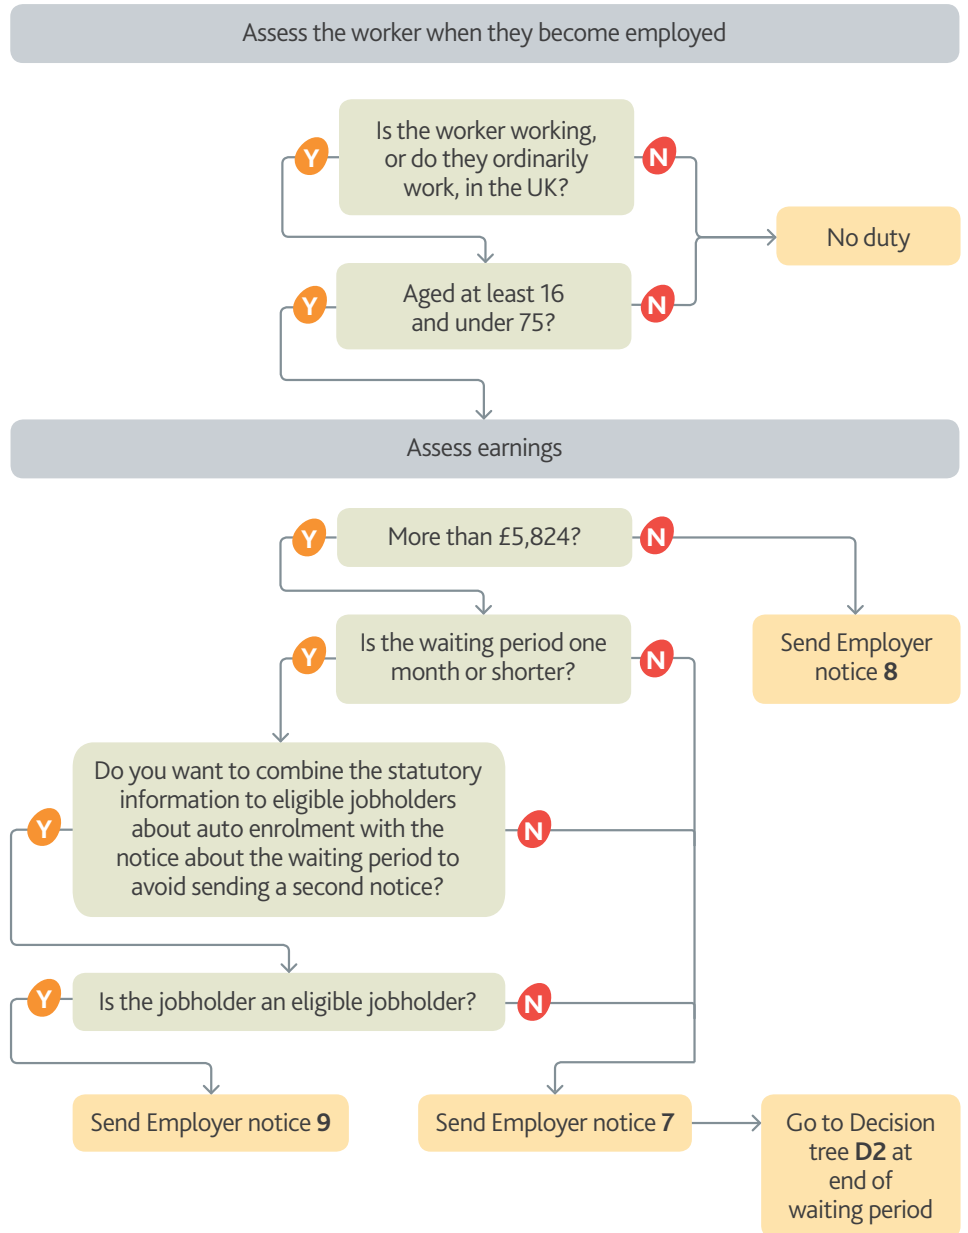 Assess the worker when they become employed
Is the worker working,
or do they ordinarily
work, in the UK?
Y
N
No duty
Aged at least 16
and under 75?
Y
N
Assess earnings
Y
More than £5,824?
N
Is the waiting period one
month or shorter?
Y
N
Send Employer
notice 8
Do you want to combine the statutory
information to eligible jobholders
about auto enrolment with the
notice about the waiting period to
avoid sending a second notice?
Y
N
Y
Is the jobholder an eligible jobholder?
N
Send Employer notice 9
Send Employer notice 7
Go to Decision
tree D2 at
end of
waiting period